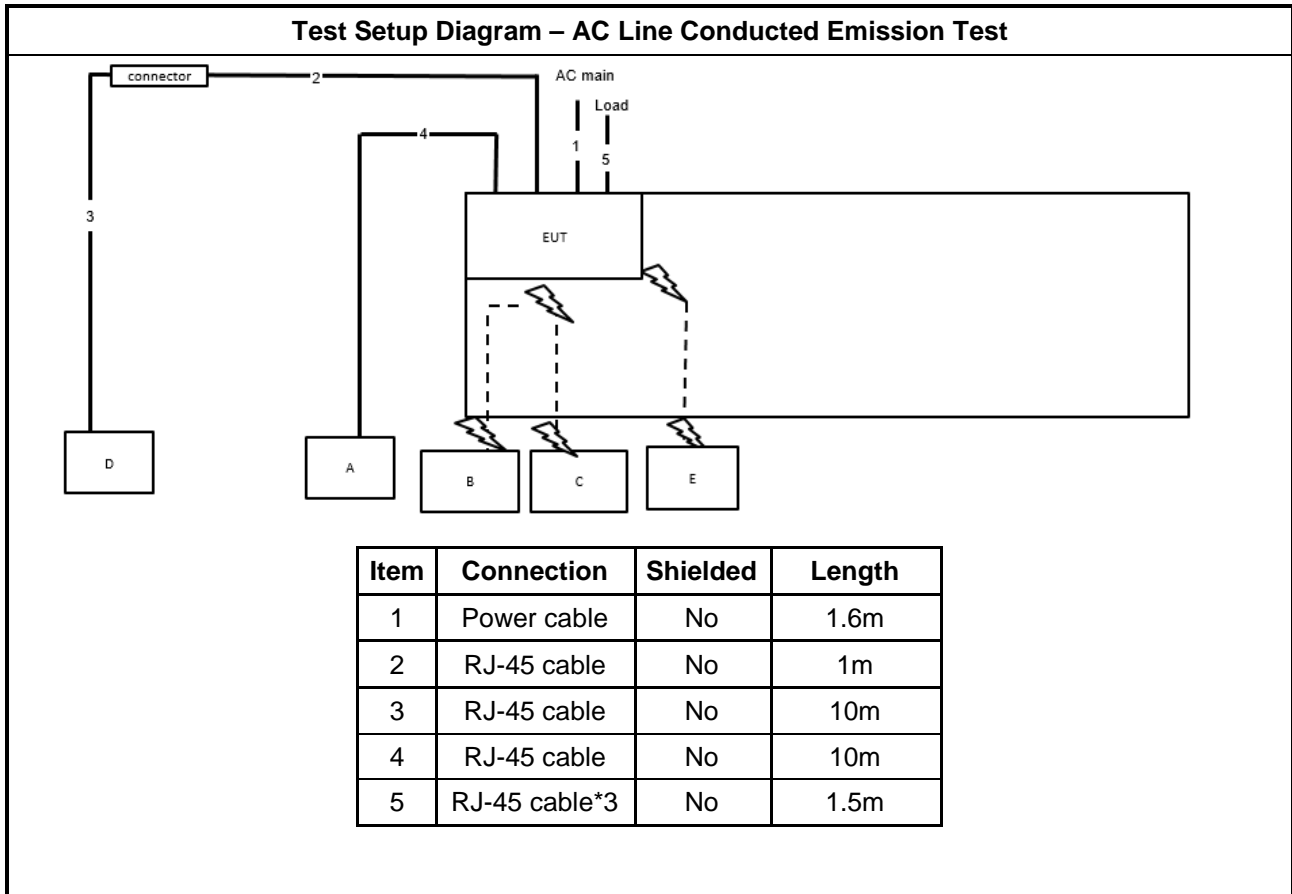 Test Setup Diagram – AC Line Conducted Emission Test
connector
2
AC main
Load
4
1
5
3
EUT
D
A
B
C
E
Item Connection Shielded Length
1 Power cable No 1.6m
2 RJ-45 cable No 1m
3 RJ-45 cable No 10m
4 RJ-45 cable No 10m
5 RJ-45 cable*3 No 1.5m